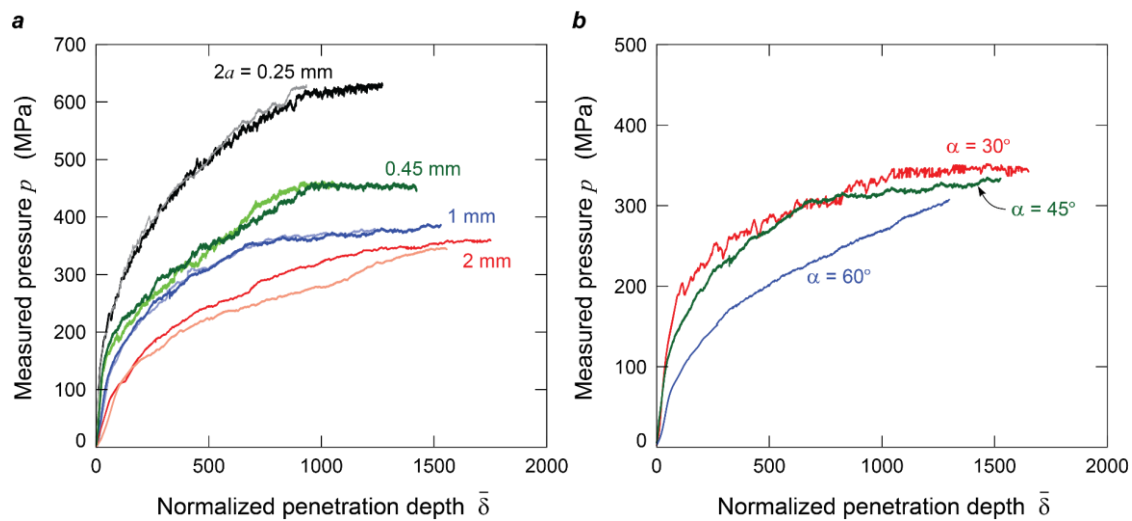 a
700
600
500
400
300
200
100
0
Measured pressure p (MPa)
2a = 0.25 mm
0.45 mm
1 mm
2 mm
0 500 1000 1500 2000
Normalized penetration depth δ̄
b
500
400
300
200
100
0
Measured pressure p (MPa)
α = 30°
α = 45°
α = 60°
0 500 1000 1500 2000
Normalized penetration depth δ̄